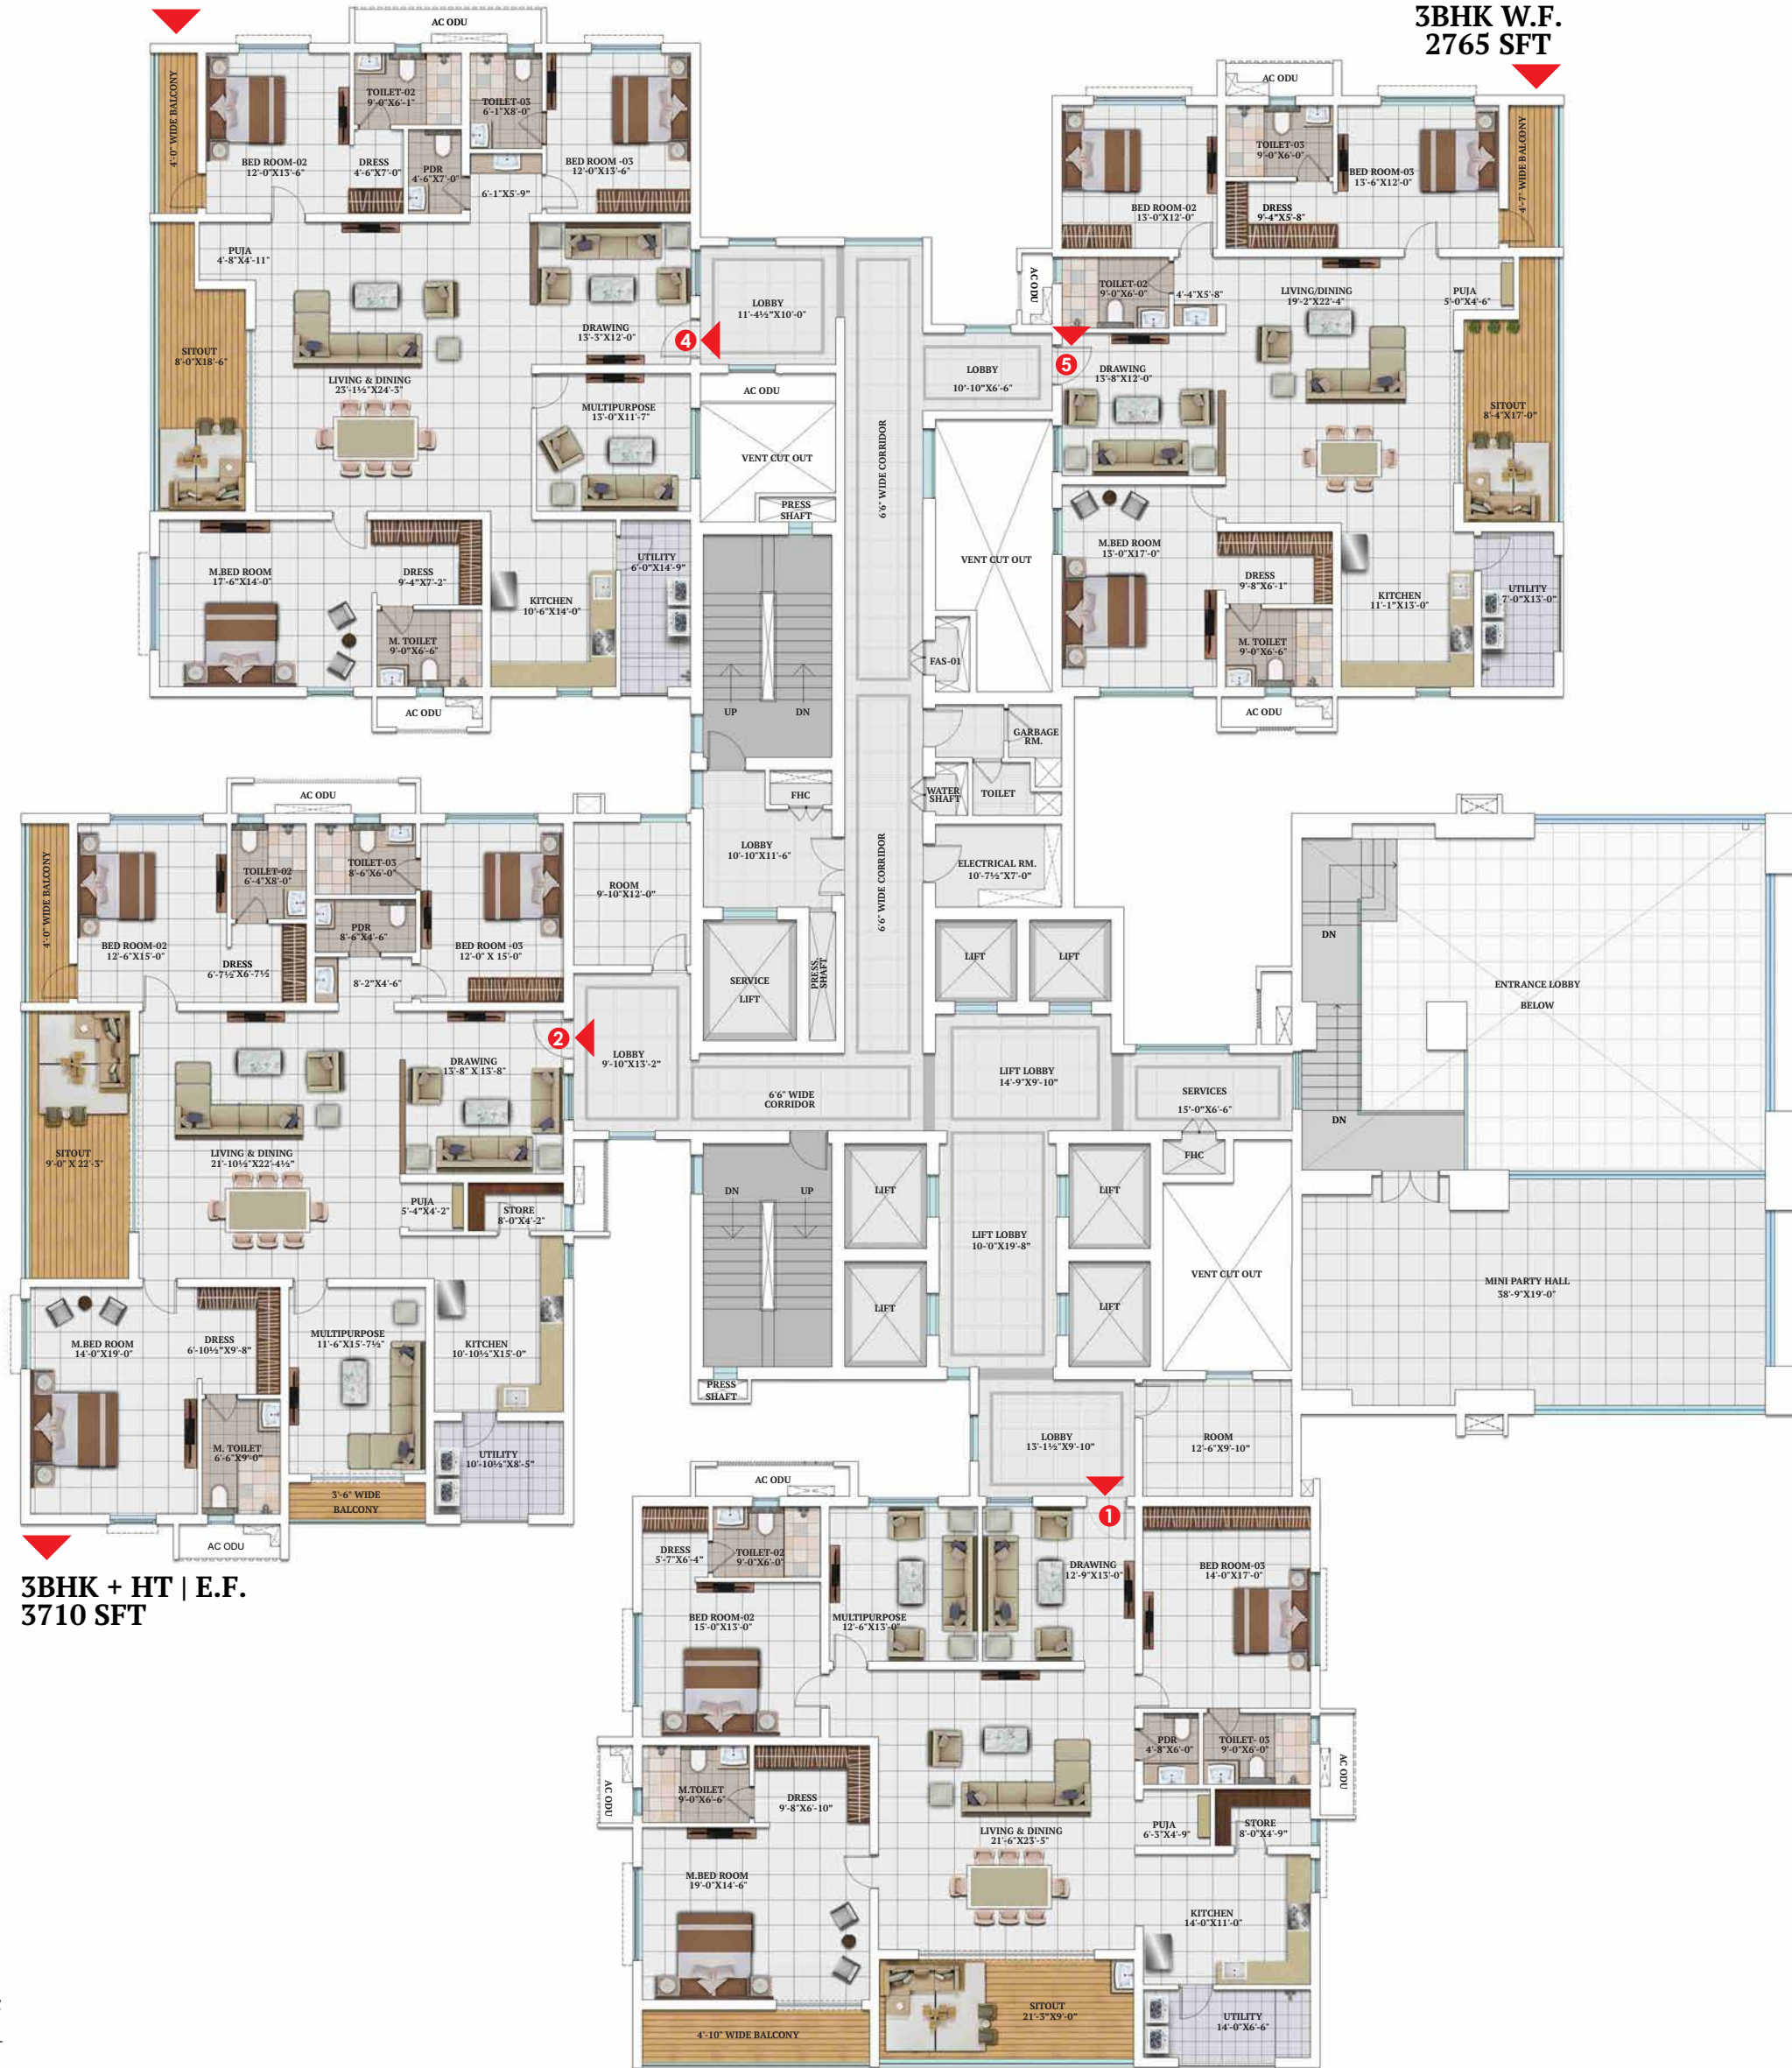 3BHK W.F.
2765 SFT
AC ODU
4'-0" WIDE BALCONY
TOILET-02
9'-0"X6'-1"
TOILET-03
6'-1"X8'-0"
BED ROOM-02
12'-0"X13'-6"
DRESS
4'-6"X7'-0"
PDR
4'-6"X7'-0"
BED ROOM -03
12'-0"X13'-6"
6'-1"X5'-9"
PUJA
4'-8"X4'-11"
LOBBY
11'-4½"X10'-0"
DRAWING
13'-3"X12'-0"
4
SITOUT
8'-0"X18'-6"
LIVING & DINING
23'-1½"X24'-3"
MULTIPURPOSE
13'-0"X11'-7"
AC ODU
VENT CUT OUT
PRESS
SHAFT
M.BED ROOM
17'-6"X14'-0"
DRESS
9'-4"X7'-2"
KITCHEN
10'-6"X14'-0"
UTILITY
6'-0"X14'-9"
M. TOILET
9'-0"X6'-6"
AC ODU
UP
DN
6'6" WIDE CORRIDOR
AC ODU
TOILET-03
9'-0"X6'-0"
BED ROOM-03
13'-6"X12'-0"
4'-7" WIDE BALCONY
BED ROOM-02
13'-0"X12'-0"
DRESS
9'-4"X5'-8"
AC ODU
TOILET-02
9'-0"X6'-0"
4'-4"X5'-8"
LIVING/DINING
19'-2"X22'-4"
PUJA
5'-0"X4'-6"
LOBBY
10'-10"X6'-6"
5
DRAWING
13'-8"X12'-0"
SITOUT
8'-4"X17'-0"
VENT CUT OUT
M.BED ROOM
13'-0"X17'-0"
DRESS
9'-8"X6'-1"
KITCHEN
11'-1"X13'-0"
UTILITY
7'-0"X13'-0"
M. TOILET
9'-0"X6'-6"
AC ODU
FAS-01
GARBAGE
RM.
WATER
SHAFT
TOILET
FHC
LOBBY
10'-10"X11'-6"
6'6" WIDE CORRIDOR
ELECTRICAL RM.
10'-7½"X7'-0"
AC ODU
4'-0" WIDE BALCONY
TOILET-02
6'-4"X8'-0"
TOILET-03
8'-6"X6'-0"
PDR
8'-6"X4'-6"
BED ROOM-02
12'-6"X15'-0"
DRESS
6'-7½"X6'-7½
8'-2"X4'-6"
BED ROOM -03
12'-0" X 15'-0"
ROOM
9'-10"X12'-0"
SERVICE
LIFT
PRESS.
SHAFT
LIFT
LIFT
2
LOBBY
9'-10"X13'-2"
DRAWING
13'-8" X 13'-8"
6'6" WIDE
CORRIDOR
LIFT LOBBY
14'-9"X9'-10"
SERVICES
15'-0"X6'-6"
FHC
DN
DN
ENTRANCE LOBBY
BELOW
SITOUT
9'-0" X 22'-3"
LIVING & DINING
21'-10½"X22'-4½"
PUJA
5'-4"X4'-2"
STORE
8'-0"X4'-2"
DN
UP
LIFT
LIFT
LIFT LOBBY
10'-0"X19'-8"
LIFT
LIFT
VENT CUT OUT
MINI PARTY HALL
38'-9"X19'-0"
M.BED ROOM
14'-0"X19'-0"
DRESS
6'-10½"X9'-8"
MULTIPURPOSE
11'-6"X15'-7½"
KITCHEN
10'-10½"X15'-0"
M. TOILET
6'-6"X9'-0"
UTILITY
10'-10½"X8'-5"
3'-6" WIDE
BALCONY
AC ODU
PRESS
SHAFT
LOBBY
13'-1½"X9'-10"
ROOM
12'-6"X9'-10"
3BHK + HT | E.F.
3710 SFT
AC ODU
1
DRESS
5'-7"X6'-4"
TOILET-02
9'-0"X6'-0"
DRAWING
12'-9"X13'-0"
BED ROOM-03
14'-0"X17'-0"
BED ROOM-02
15'-0"X13'-0"
MULTIPURPOSE
12'-6"X13'-0"
PDR
4'-8"X6'-0"
TOILET- 03
9'-0"X6'-0"
AC ODU
AC ODU
M.TOILET
9'-0"X6'-6"
DRESS
9'-8"X6'-10"
LIVING & DINING
21'-6"X23'-5"
PUJA
6'-3"X4'-9"
STORE
8'-0"X4'-9"
M.BED ROOM
19'-0"X14'-6"
KITCHEN
14'-0"X11'-0"
SITOUT
21'-3"X9'-0"
UTILITY
14'-0"X6'-6"
4'-10" WIDE BALCONY